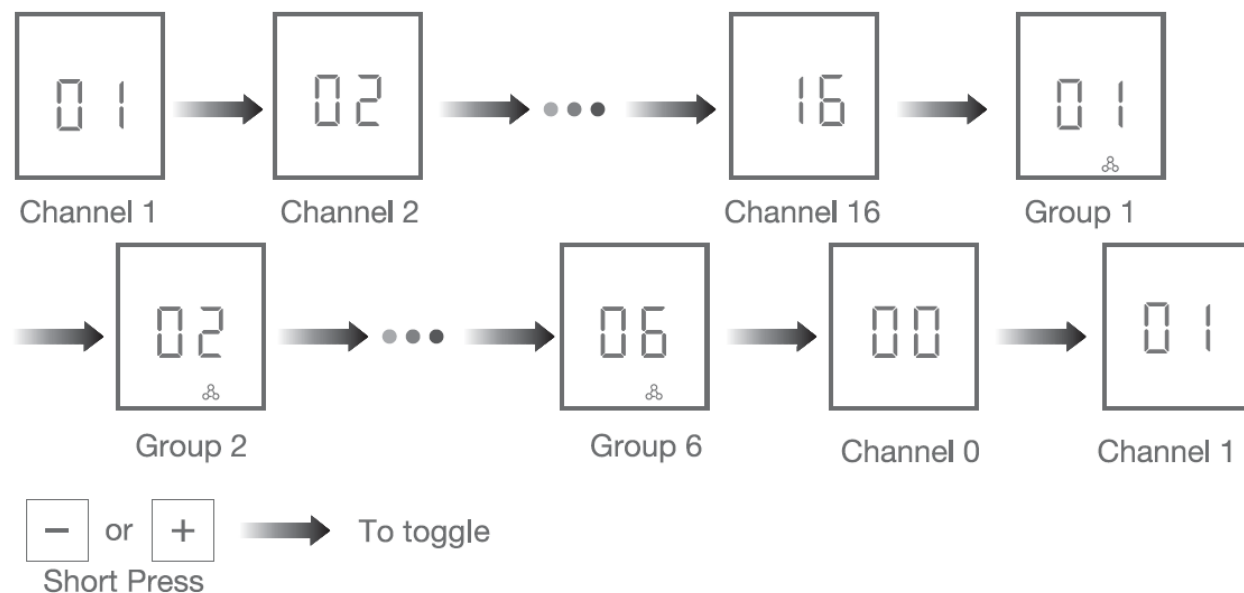 01 02 16 01
Channel 1 Channel 2 Channel 16 Group 1
02 06 00 01
Group 2 Group 6 Channel 0 Channel 1
− or + To toggle
Short Press